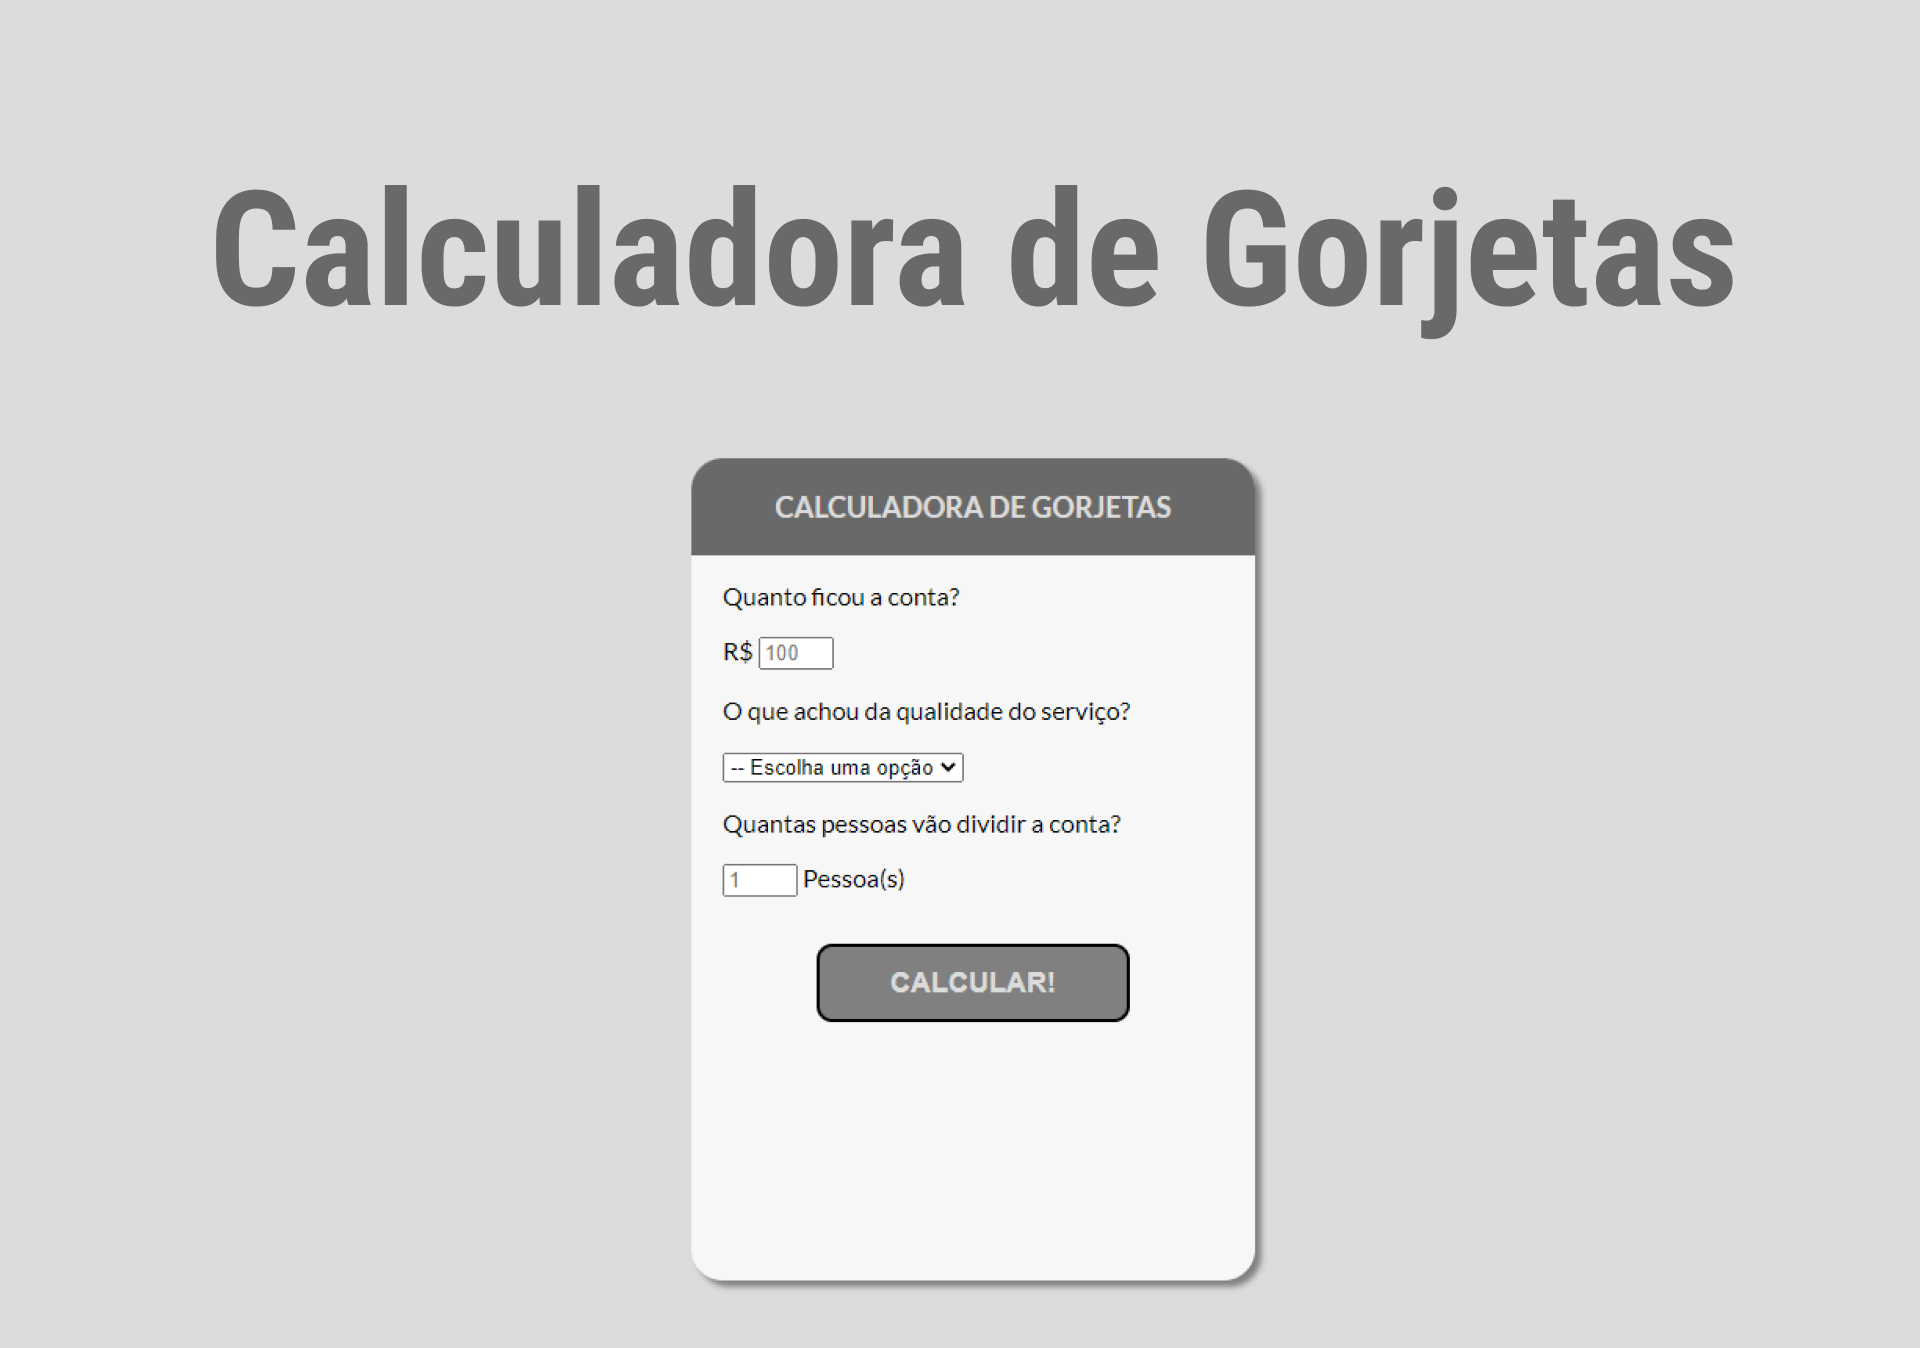 Calculadora de Gorjetas
CALCULADORA DE GORJETAS
Quanto ficou a conta?
R$ 100
O que achou da qualidade do serviço?
-- Escolha uma opção
Quantas pessoas vão dividir a conta?
1 Pessoa(s)
CALCULAR!